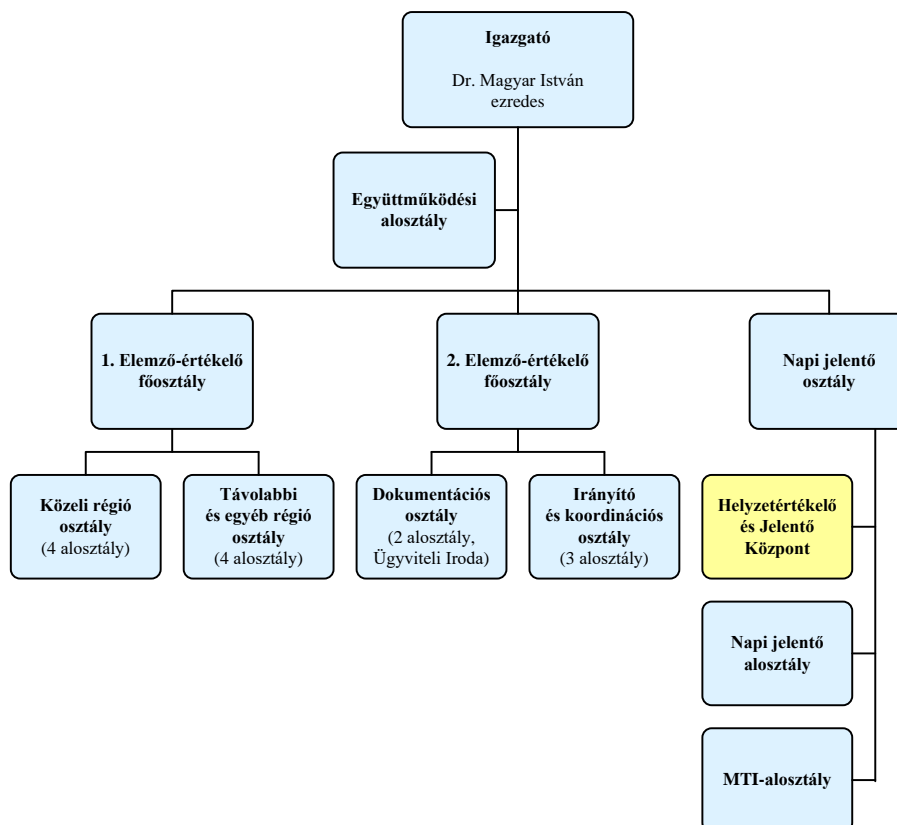 Igazgató
Dr. Magyar István
ezredes
Együttműködési
alosztály
1. Elemző-értékelő
főosztály
2. Elemző-értékelő
főosztály
Napi jelentő
osztály
Közeli régió
osztály
(4 alosztály)
Távolabbi
és egyéb régió
osztály
(4 alosztály)
Dokumentációs
osztály
(2 alosztály,
Ügyviteli Iroda)
Irányító
és koordinációs
osztály
(3 alosztály)
Helyzetértékelő
és Jelentő
Központ
Napi jelentő
alosztály
MTI-alosztály